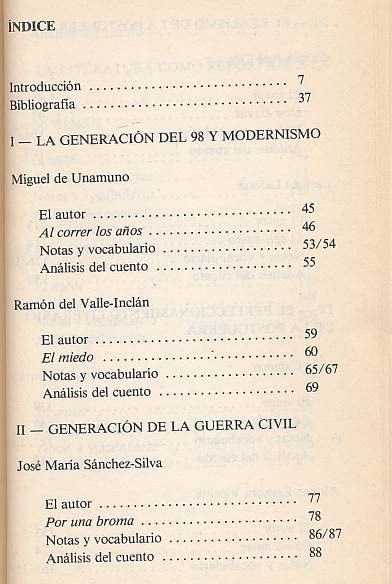 ÍNDICE
Introducción ................................ 7
Bibliografía ................................ 37
I — LA GENERACIÓN DEL 98 Y MODERNISMO
Miguel de Unamuno
El autor ........................... 45
Al correr los años .................... 46
Notas y vocabulario ................ 53/54
Análisis del cuento ................... 55
Ramón del Valle-Inclán
El autor ........................... 59
El miedo ........................... 60
Notas y vocabulario ................ 65/67
Análisis del cuento ................... 69
II — GENERACIÓN DE LA GUERRA CIVIL
José María Sánchez-Silva
El autor ........................... 77
Por una broma ...................... 78
Notas y vocabulario ................ 86/87
Análisis del cuento ................... 88